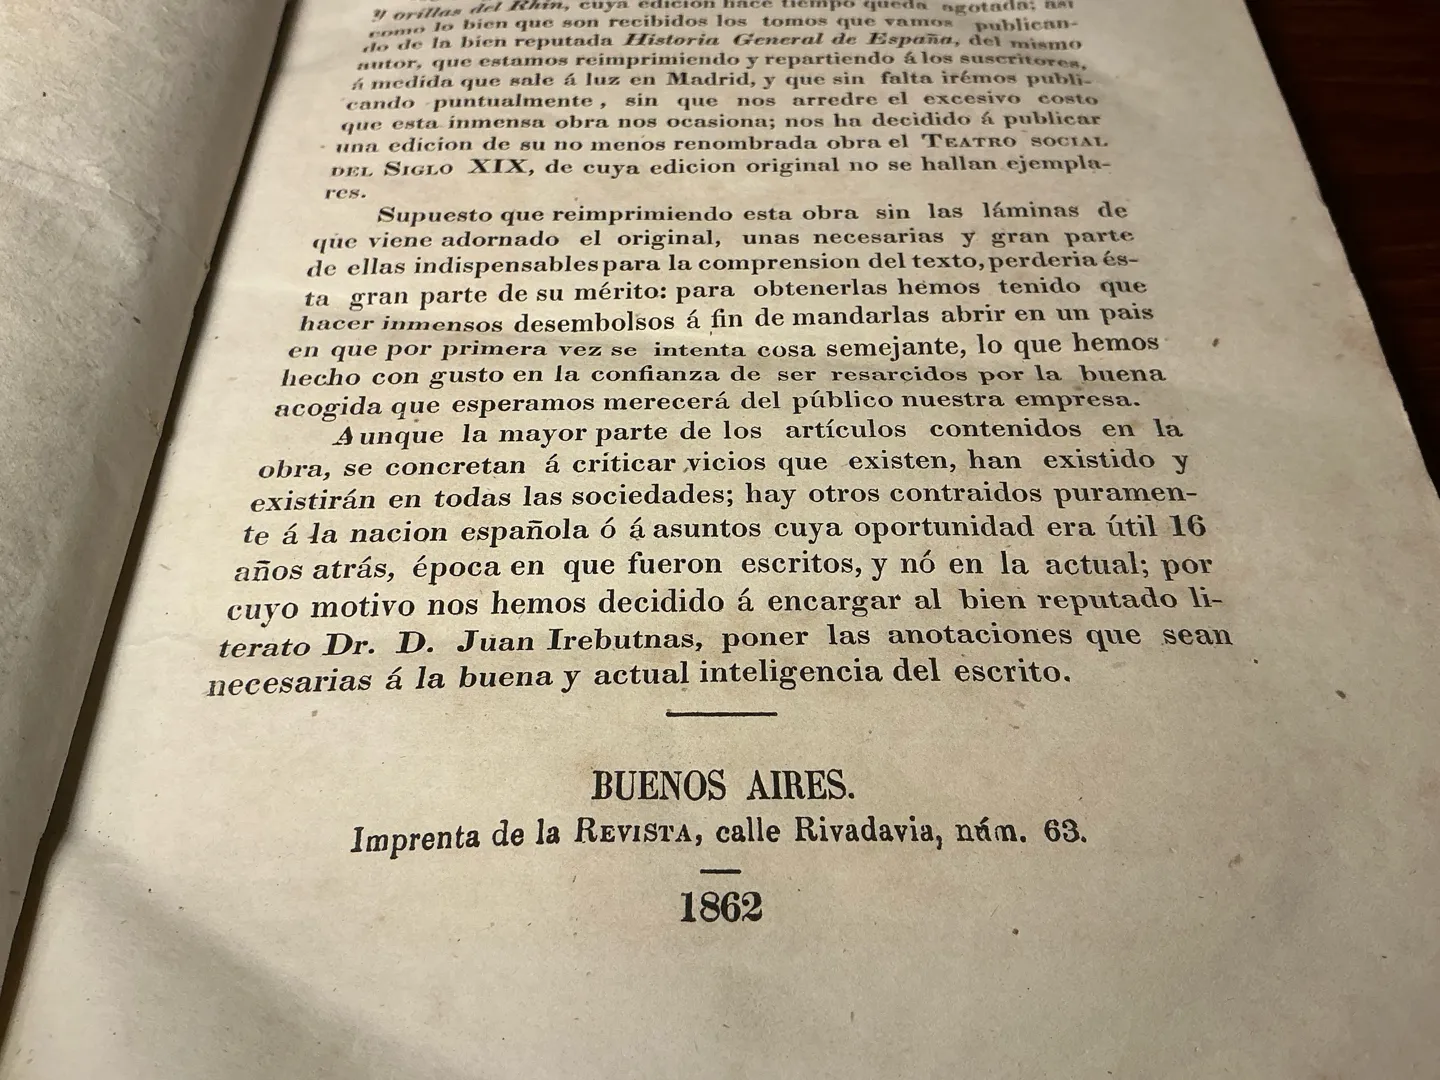 y orillas del Rhin, cuya edicion hace tiempo queda agotada; asi
como lo bien que son recibidos los tomos que vamos publican-
do de la bien reputada Historia General de España, del mismo
autor, que estamos reimprimiendo y repartiendo á los suscritores,
á medida que sale á luz en Madrid, y que sin falta irémos publi-
cando puntualmente, sin que nos arredre el excesivo costo
que esta inmensa obra nos ocasiona; nos ha decidido á publicar
una edicion de su no menos renombrada obra el TEATRO SOCIAL
DEL SIGLO XIX, de cuya edicion original no se hallan ejempla-
res.
Supuesto que reimprimiendo esta obra sin las láminas de
que viene adornado el original, unas necesarias y gran parte
de ellas indispensables para la comprension del texto, perderia és-
ta gran parte de su mérito: para obtenerlas hemos tenido que
hacer inmensos desembolsos á fin de mandarlas abrir en un pais
en que por primera vez se intenta cosa semejante, lo que hemos
hecho con gusto en la confianza de ser resarcidos por la buena
acogida que esperamos merecerá del público nuestra empresa.
Aunque la mayor parte de los artículos contenidos en la
obra, se concretan á criticar vicios que existen, han existido y
existirán en todas las sociedades; hay otros contraidos puramen-
te á la nacion española ó á asuntos cuya oportunidad era útil 16
años atrás, época en que fueron escritos, y nó en la actual; por
cuyo motivo nos hemos decidido á encargar al bien reputado li-
terato Dr. D. Juan Irebutnas, poner las anotaciones que sean
necesarias á la buena y actual inteligencia del escrito.
BUENOS AIRES.
Imprenta de la REVISTA, calle Rivadavia, núm. 63.
1862